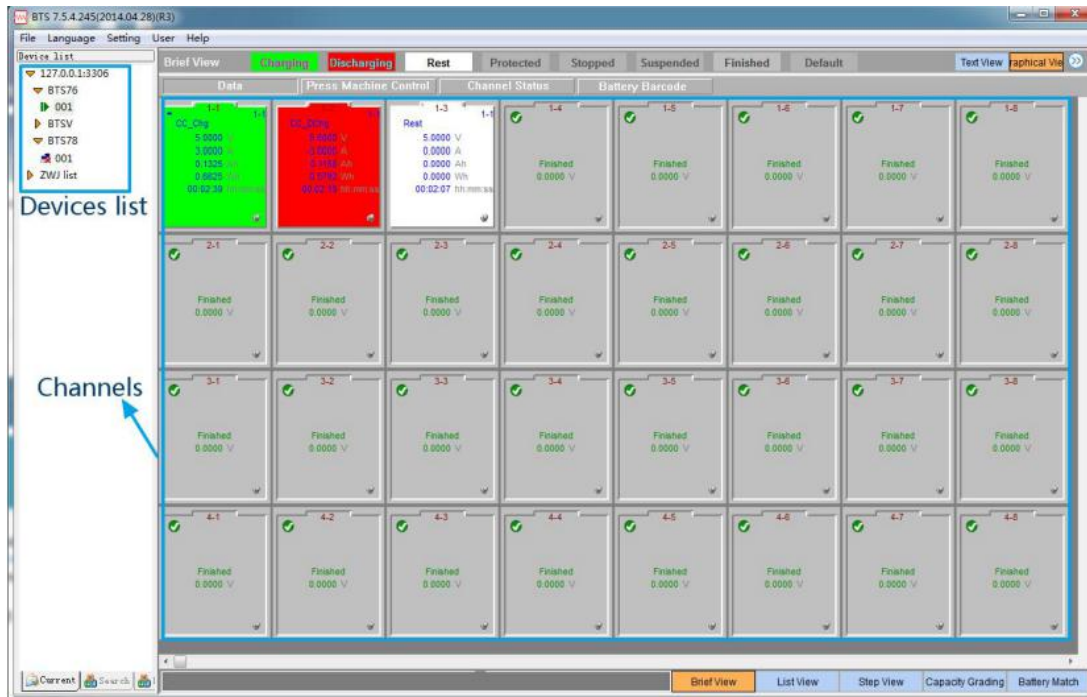 BTS 7.5.4.245(2014.04.28)(R3)
File Language Setting User Help
Device list
127.0.0.1:3306
BTS76
001
BTSV
BTS78
001
ZWJ list
Devices list
Channels
Brief View Charging Discharging Rest Protected Stopped Suspended Finished Default Text View raphical Vie
Data Press Machine Control Channel Status Battery Barcode
1-1 1-1
CC_Chg
5.0000 V
3.0000 A
0.1325 Ah
0.6625 Wh
00:02:39 hh:mm:ss
CC_DChg
1-3 1-1
Rest
5.0000 V
0.0000 A
0.0000 Ah
0.0000 Wh
00:02:07 hh:mm:ss
1-4
Finished
0.0000 V
1-5
Finished
0.0000 V
1-6
Finished
0.0000 V
1-7
Finished
0.0000 V
1-8
Finished
0.0000 V
2-1
Finished
0.0000 V
2-2
Finished
0.0000 V
2-3
Finished
0.0000 V
2-4
Finished
0.0000 V
2-5
Finished
0.0000 V
2-6
Finished
0.0000 V
2-7
Finished
0.0000 V
2-8
Finished
0.0000 V
3-1
Finished
0.0000 V
3-2
Finished
0.0000 V
3-3
Finished
0.0000 V
3-4
Finished
0.0000 V
3-5
Finished
0.0000 V
3-6
Finished
0.0000 V
3-7
Finished
0.0000 V
3-8
Finished
0.0000 V
4-1
Finished
0.0000 V
4-2
Finished
0.0000 V
4-3
Finished
0.0000 V
4-4
Finished
0.0000 V
4-5
Finished
0.0000 V
4-6
Finished
0.0000 V
4-7
Finished
0.0000 V
4-8
Finished
0.0000 V
Current Search
Brief View List View Step View Capacity Grading Battery Match